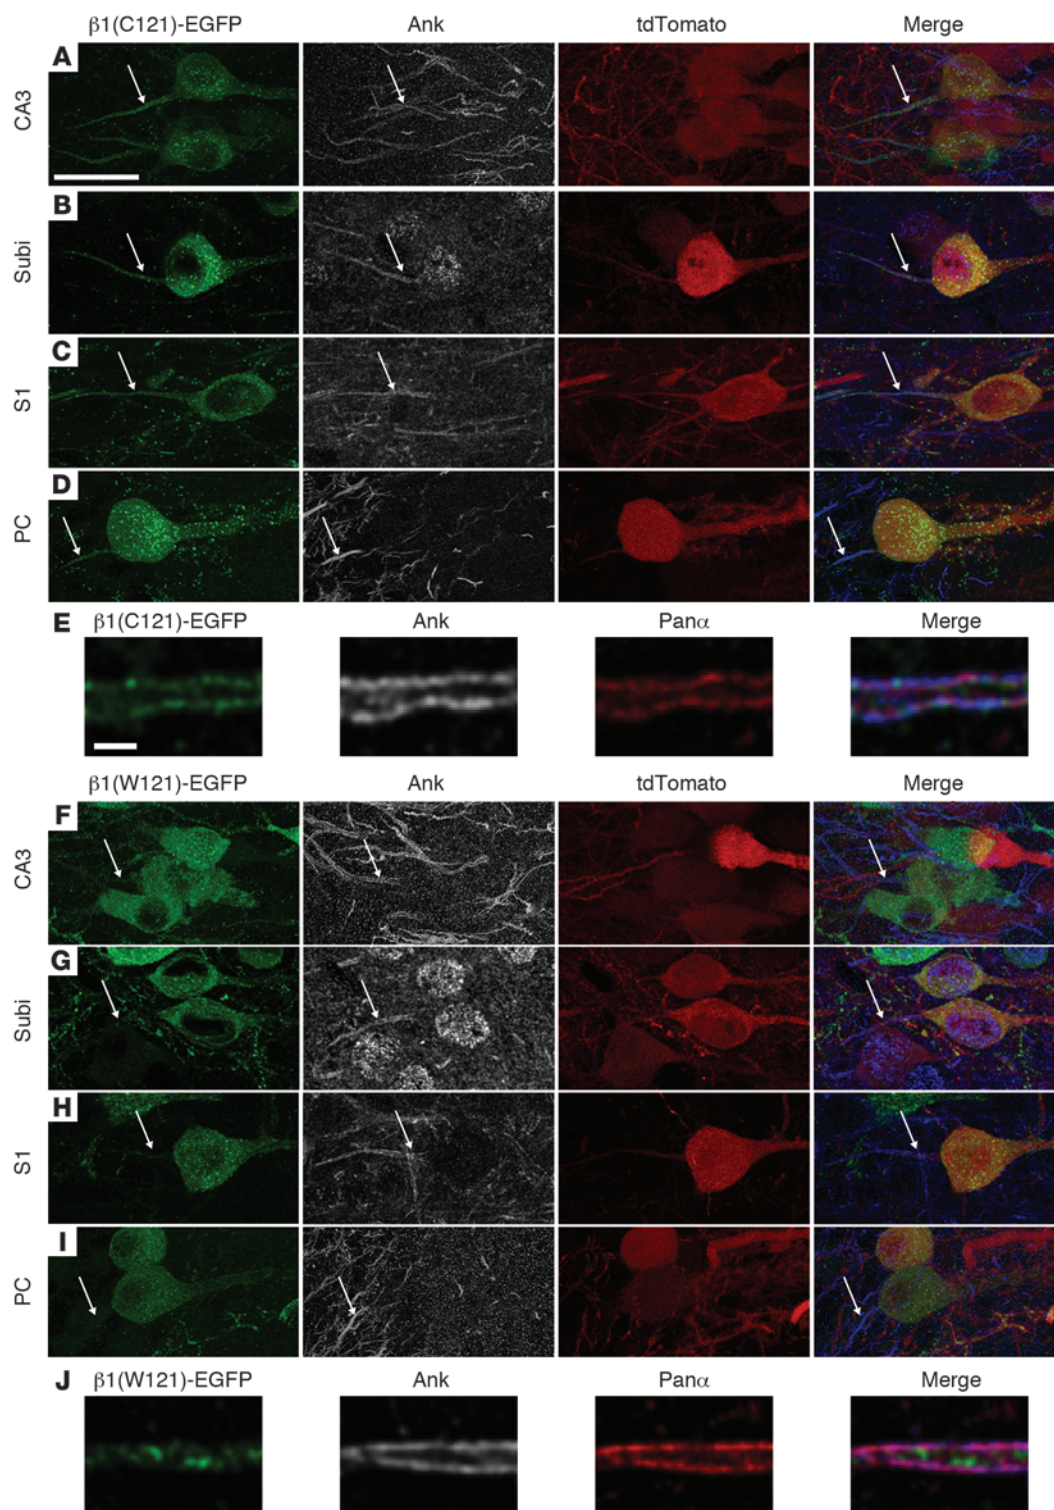 β1(C121)-EGFP Ank tdTomato Merge
A
CA3
B
Subi
C
S1
D
PC
E
β1(C121)-EGFP Ank Panα Merge
β1(W121)-EGFP Ank tdTomato Merge
F
CA3
G
Subi
H
S1
I
PC
J
β1(W121)-EGFP Ank Panα Merge